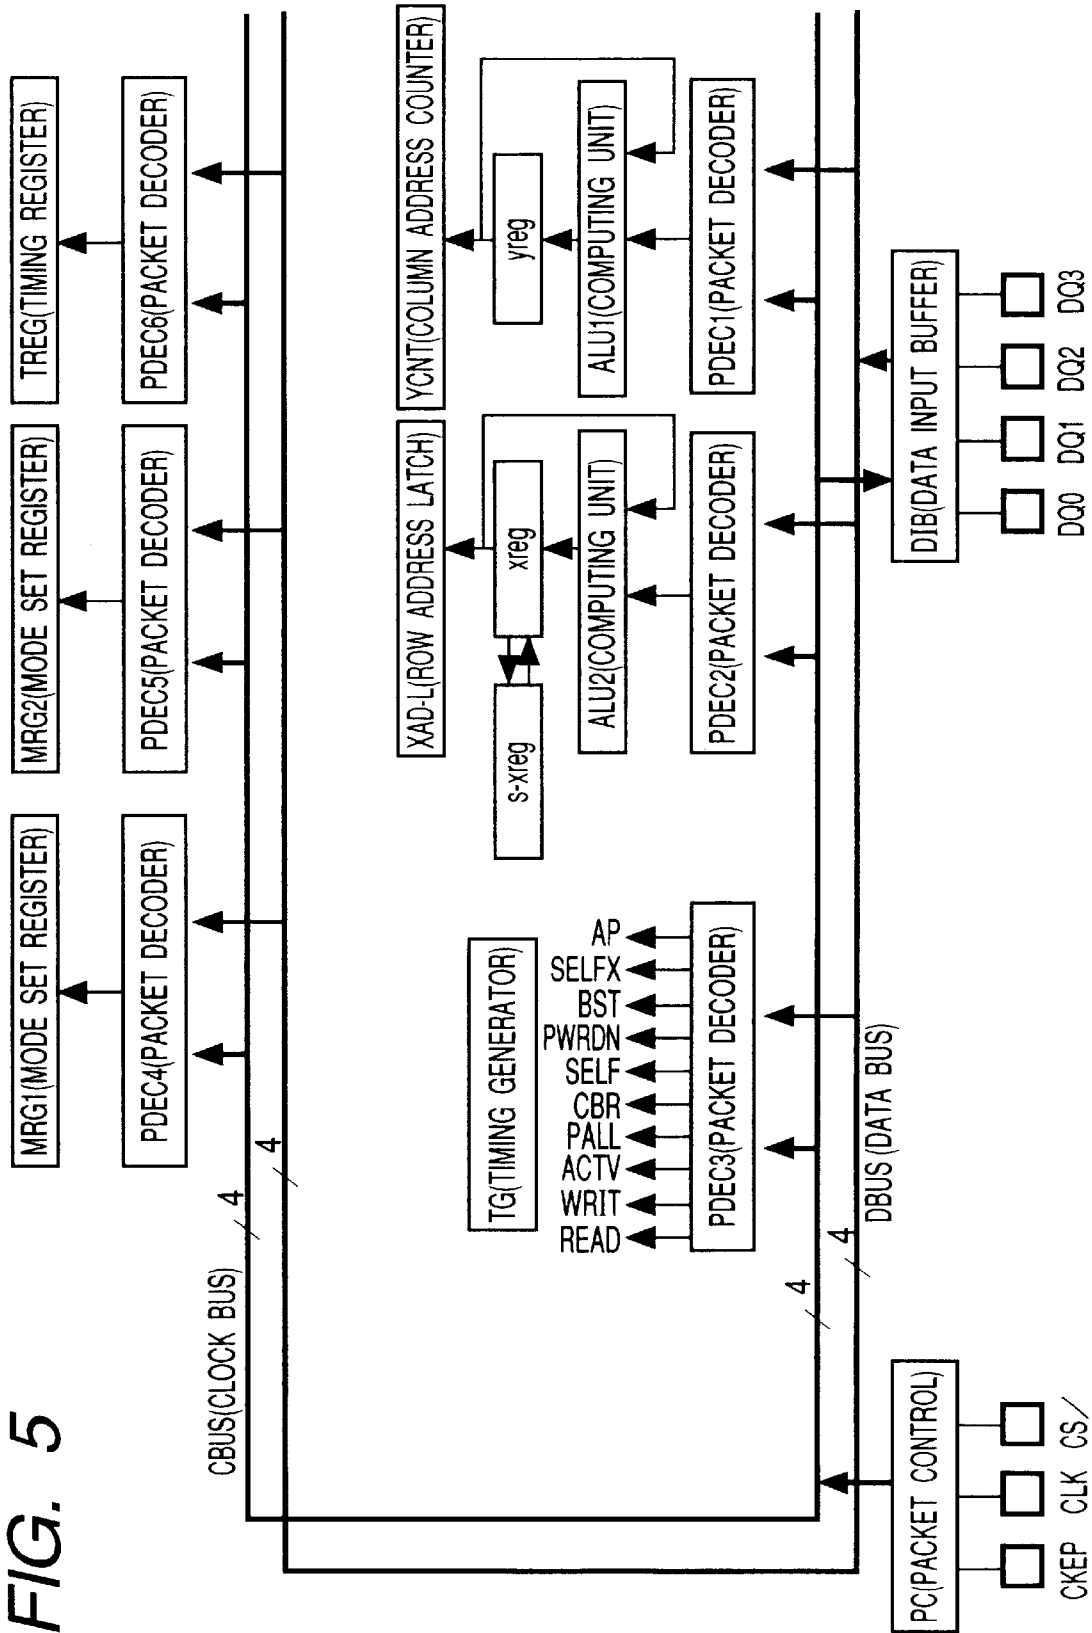 FIG. 5
MRG1(MODE SET REGISTER)
MRG2(MODE SET REGISTER)
TREG(TIMING REGISTER)
PDEC4(PACKET DECODER)
PDEC5(PACKET DECODER)
PDEC6(PACKET DECODER)
CBUS(CLOCK BUS)
4
4
XAD-L(ROW ADDRESS LATCH)
YCNT(COLUMN ADDRESS COUNTER)
TG(TIMING GENERATOR)
s-xreg
xreg
yreg
READ
WRIT
ACTV
PALL
CBR
SELF
PWRDN
BST
SELFX
AP
ALU2(COMPUTING UNIT)
ALU1(COMPUTING UNIT)
PDEC3(PACKET DECODER)
PDEC2(PACKET DECODER)
PDEC1(PACKET DECODER)
4
4
DBUS(DATA BUS)
PC(PACKET CONTROL)
DIB(DATA INPUT BUFFER)
CKEP
CLK
CS/
DQ0
DQ1
DQ2
DQ3